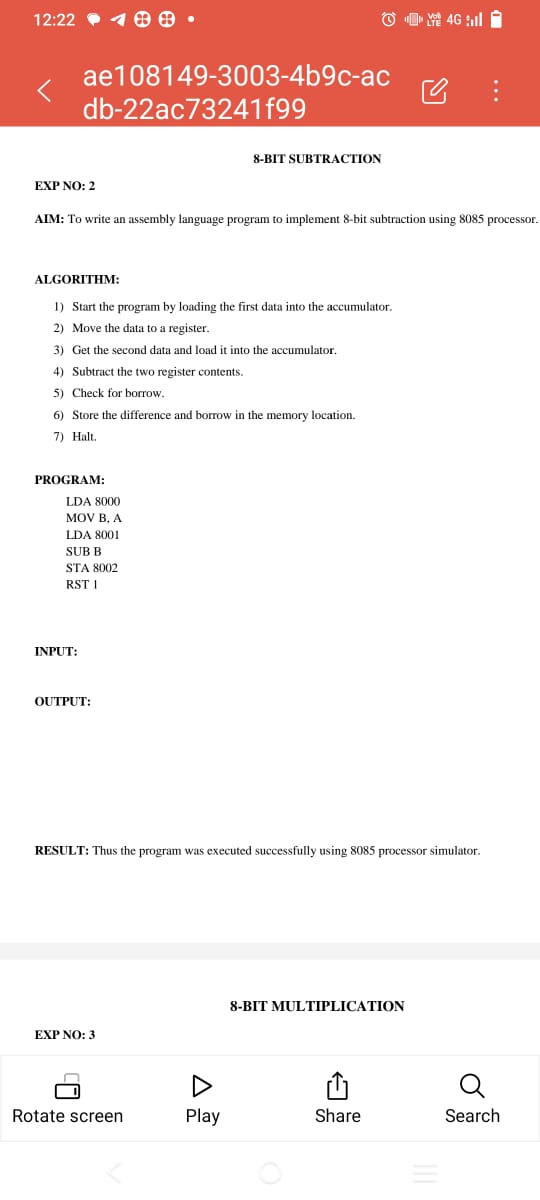 12:22
Vo) LTE 4G
ae108149-3003-4b9c-ac
db-22ac73241f99
8-BIT SUBTRACTION
EXP NO: 2
AIM: To write an assembly language program to implement 8-bit subtraction using 8085 processor.
ALGORITHM:
1) Start the program by loading the first data into the accumulator.
2) Move the data to a register.
3) Get the second data and load it into the accumulator.
4) Subtract the two register contents.
5) Check for borrow.
6) Store the difference and borrow in the memory location.
7) Halt.
PROGRAM:
LDA 8000
MOV B, A
LDA 8001
SUB B
STA 8002
RST 1
INPUT:
OUTPUT:
RESULT: Thus the program was executed successfully using 8085 processor simulator.
8-BIT MULTIPLICATION
EXP NO: 3
Rotate screen Play Share Search